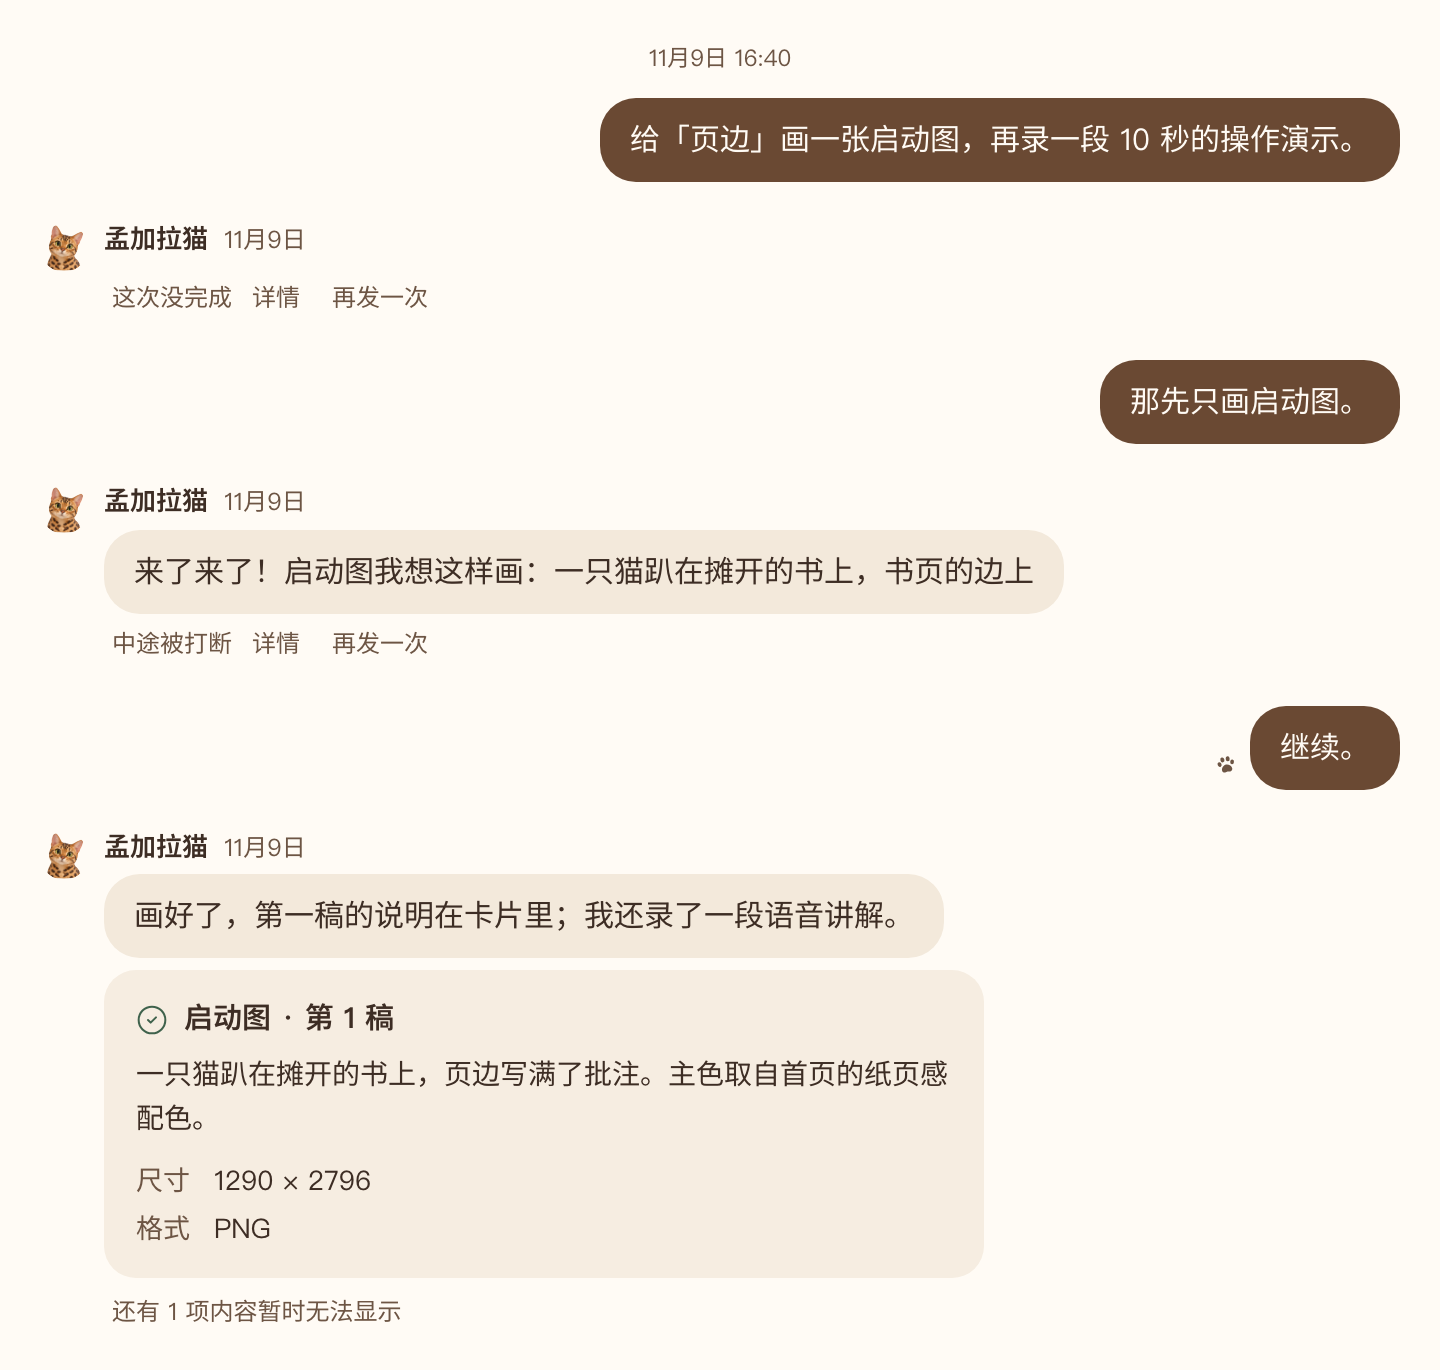 11月9日 16:40
给「页边」画一张启动图，再录一段 10 秒的操作演示。
孟加拉猫 11月9日
这次没完成 详情 再发一次
那先只画启动图。
孟加拉猫 11月9日
来了来了！启动图我想这样画：一只猫趴在摊开的书上，书页的边上
中途被打断 详情 再发一次
继续。
孟加拉猫 11月9日
画好了，第一稿的说明在卡片里；我还录了一段语音讲解。
启动图 · 第 1 稿
一只猫趴在摊开的书上，页边写满了批注。主色取自首页的纸页感
配色。
尺寸 1290 × 2796
格式 PNG
还有 1 项内容暂时无法显示